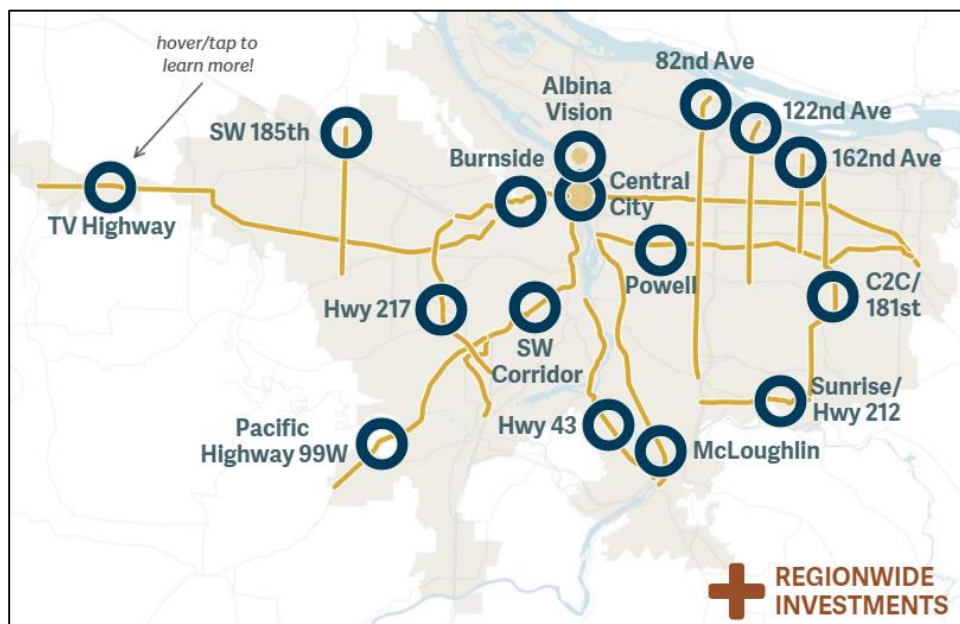 hover/tap to
learn more!
82nd Ave
Albina
Vision
122nd Ave
SW 185th
Burnside
162nd Ave
Central
City
TV Highway
Powell
C2C/
181st
Hwy 217
SW
Corridor
Sunrise/
Hwy 212
Pacific
Highway 99W
Hwy 43
McLoughlin
REGIONWIDE
INVESTMENTS